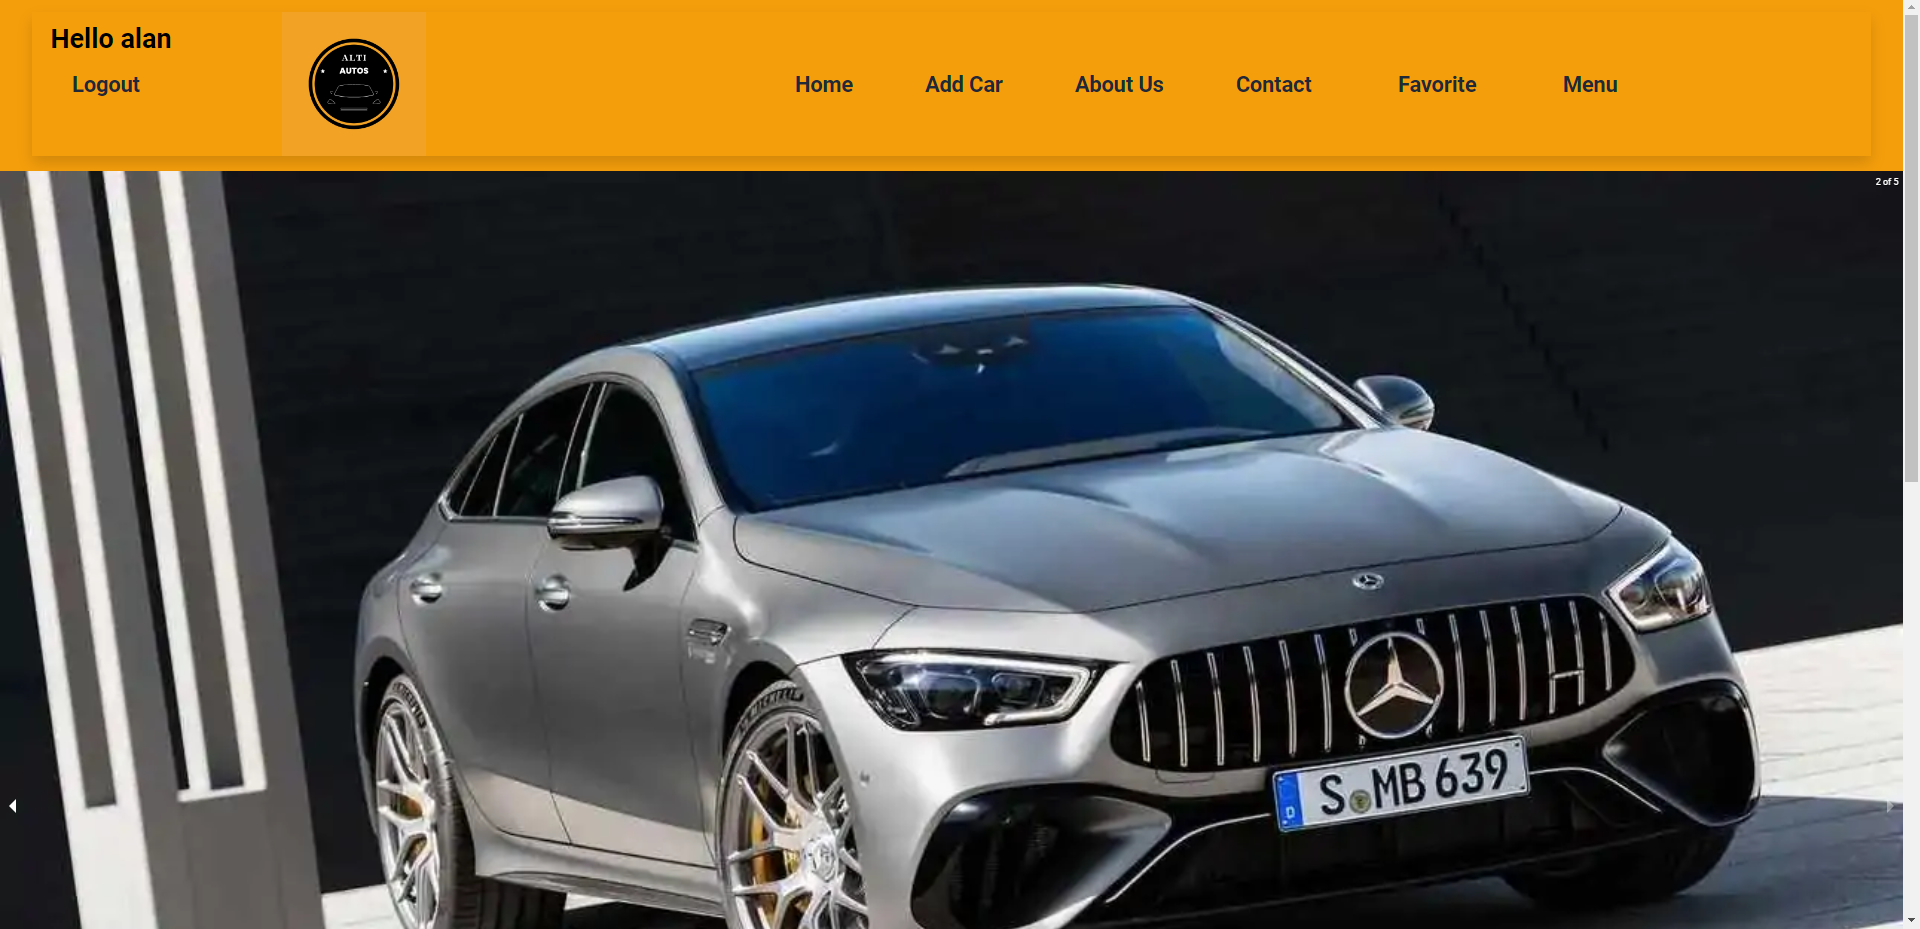 Hello alan
Logout
ALTI
AUTOS
Home
Add Car
About Us
Contact
Favorite
Menu
2 of 5
S MB 639
D